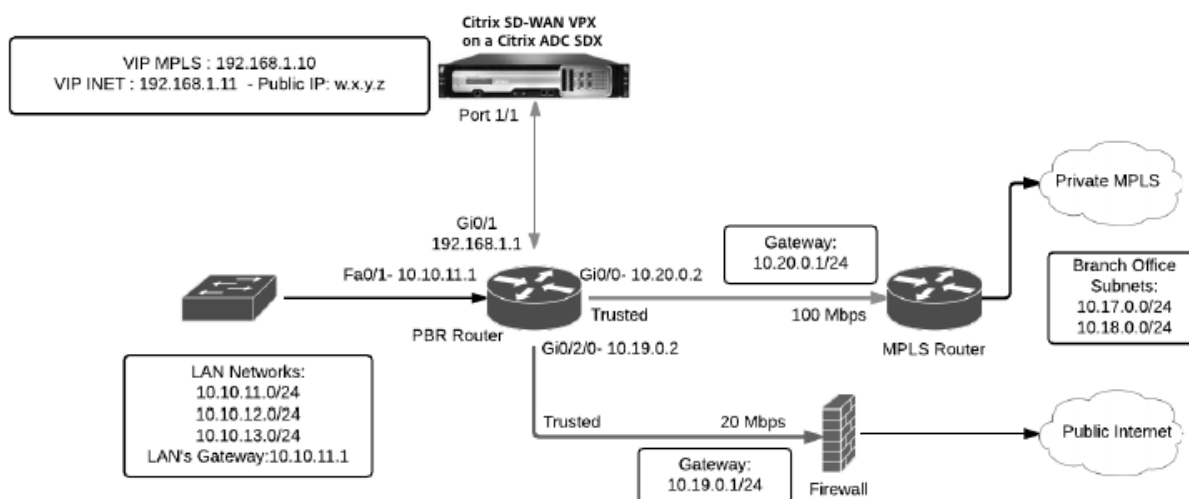 Citrix SD-WAN VPX
on a Citrix ADC SDX
VIP MPLS : 192.168.1.10
VIP INET : 192.168.1.11 - Public IP: w.x.y.z
Port 1/1
Private MPLS
Gi0/1
192.168.1.1
Gateway:
10.20.0.1/24
Fa0/1- 10.10.11.1
Gi0/0- 10.20.0.2
Branch Office
Subnets:
10.17.0.0/24
10.18.0.0/24
Trusted
100 Mbps
PBR Router
MPLS Router
Gi0/2/0- 10.19.0.2
LAN Networks:
10.10.11.0/24
10.10.12.0/24
10.10.13.0/24
LAN's Gateway:10.10.11.1
Trusted
20 Mbps
Public Internet
Gateway:
10.19.0.1/24
Firewall